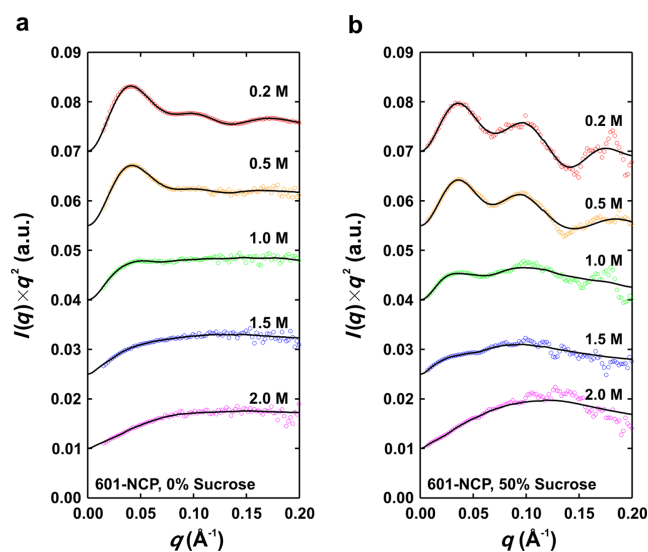 a
0.09
0.08
0.07
0.06
0.05
0.04
0.03
0.02
0.01
0.00
I(q)×q² (a.u.)
0.2 M
0.5 M
1.0 M
1.5 M
2.0 M
601-NCP, 0% Sucrose
0.00 0.05 0.10 0.15 0.20
q (Å⁻¹)
b
0.09
0.08
0.07
0.06
0.05
0.04
0.03
0.02
0.01
0.00
I(q)×q² (a.u.)
0.2 M
0.5 M
1.0 M
1.5 M
2.0 M
601-NCP, 50% Sucrose
0.00 0.05 0.10 0.15 0.20
q (Å⁻¹)